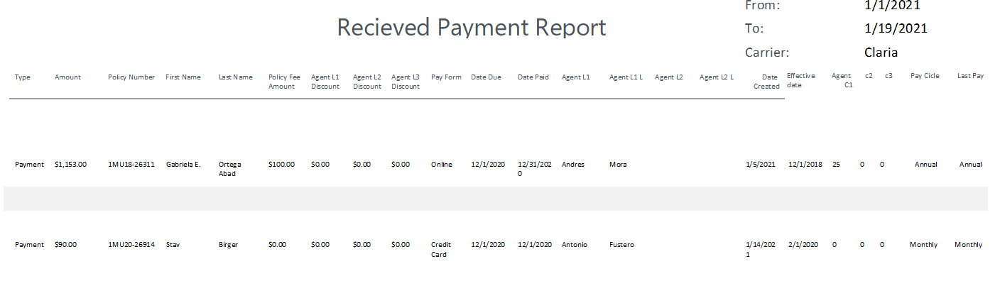 From: 1/1/2021
Recieved Payment Report
To: 1/19/2021
Carrier: Claria
Type Amount Policy Number First Name Last Name Policy Fee Agent L1 Agent L2 Agent L3 Pay Form Date Due Date Paid Agent L1 Agent L1 L Agent L2 Agent L2 L Date Effective Agent c2 c3 Pay Cicle Last Pay
Amount Discount Discount Discount Created date C1
Payment $1,153.00 1MU18-26311 Gabriela E. Ortega $100.00 $0.00 $0.00 $0.00 Online 12/1/2020 12/31/202 Andres Mora 1/5/2021 12/1/2018 25 0 0 Annual Annual
Abad 0
Payment $90.00 1MU20-26914 Stav Birger $0.00 $0.00 $0.00 $0.00 Credit 12/1/2020 12/1/2020 Antonio Fustero 1/14/202 2/1/2020 0 0 0 Monthly Monthly
Card 1